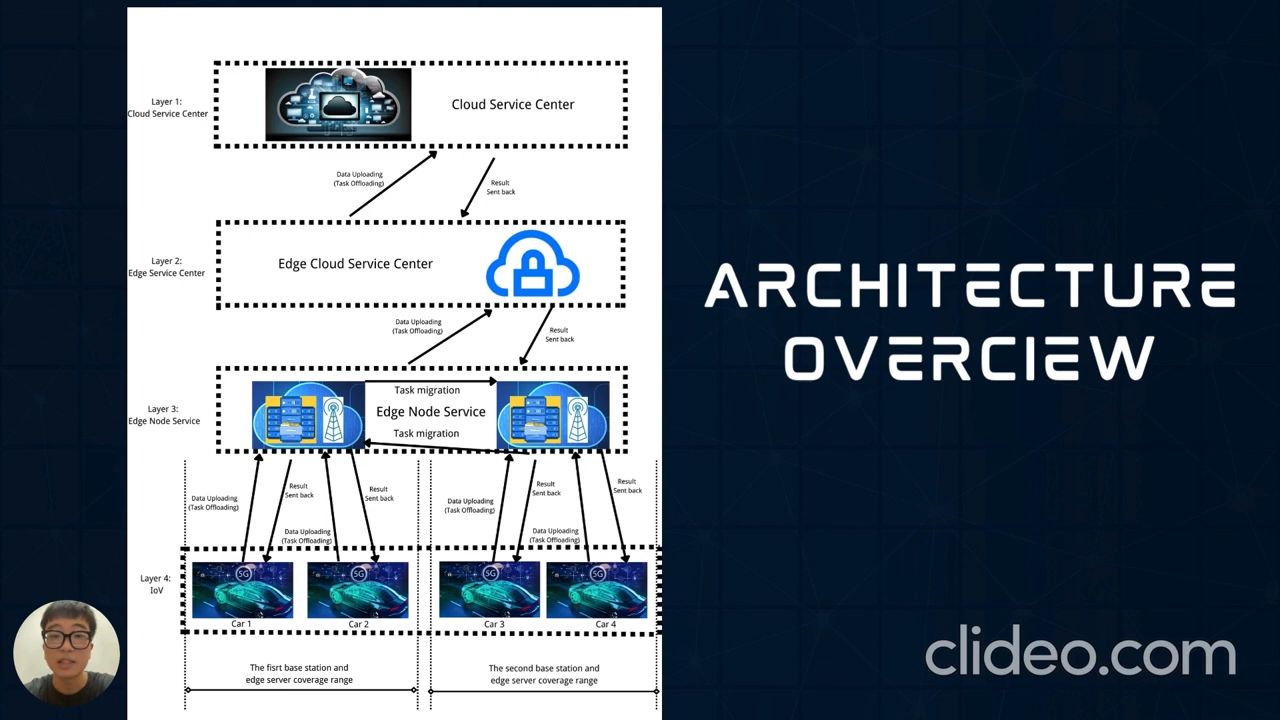 Layer 1:
Cloud Service Center
Cloud Service Center
Data Uploading
(Task Offloading)
Result
Sent back
Layer 2:
Edge Service Center
Edge Cloud Service Center
Data Uploading
(Task Offloading)
Result
Sent back
Layer 3:
Edge Node Service
Task migration
Edge Node Service
Task migration
Data Uploading
(Task Offloading)
Result
Sent back
Data Uploading
(Task Offloading)
Result
Sent back
Data Uploading
(Task Offloading)
Result
Sent back
Data Uploading
(Task Offloading)
Result
Sent back
Layer 4:
IoV
5G
5G
5G
5G
Car 1
Car 2
Car 3
Car 4
The fisrt base station and
edge server coverage range
The second base station and
edge server coverage range
ARCHITECTURE
OVERCIEW
clideo.com